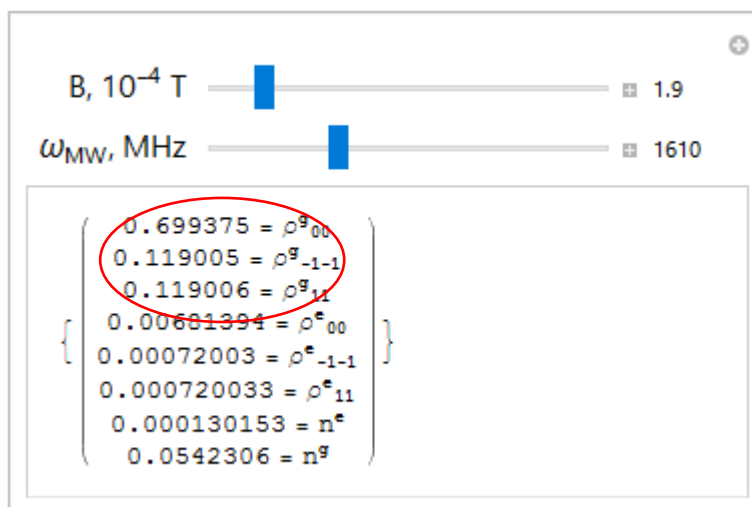 B, 10⁻⁴ T 1.9
ω_MW, MHz 1610
0.699375 = ρ^g_00
0.119005 = ρ^g_-1-1
0.119006 = ρ^g_11
0.00681394 = ρ^e_00
0.00072003 = ρ^e_-1-1
0.000720033 = ρ^e_11
0.000130153 = n^e
0.0542306 = n^g